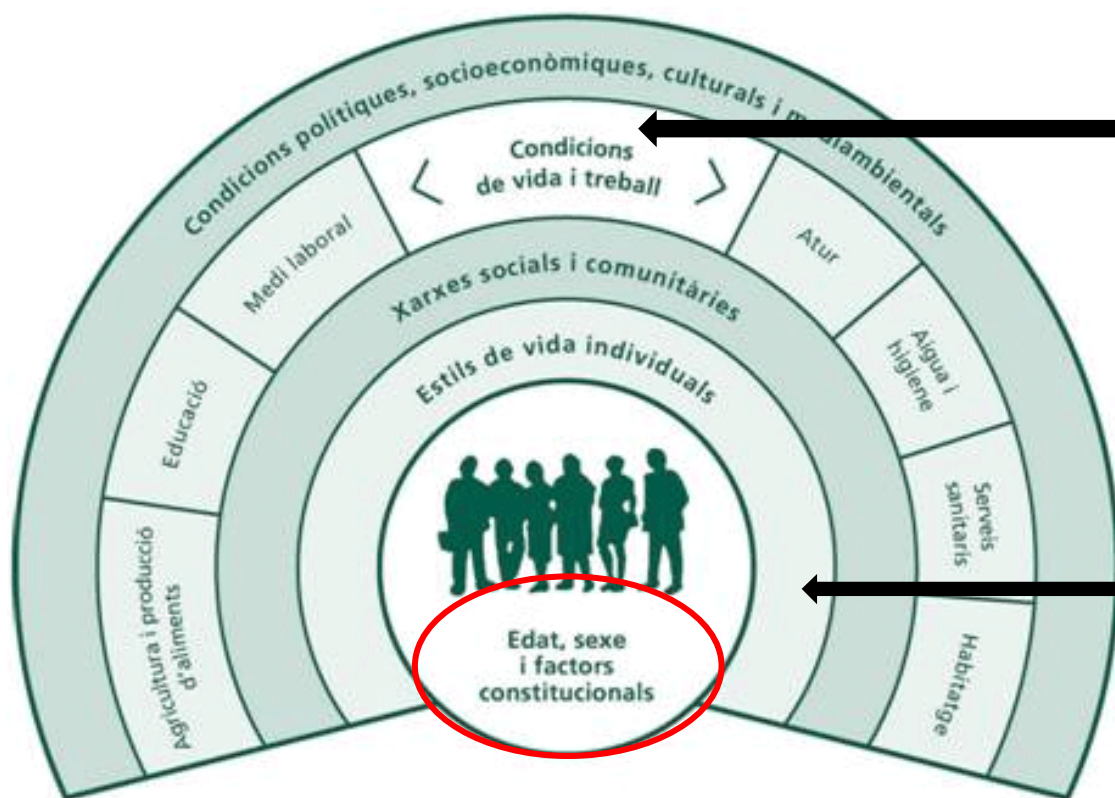 Condicions polítiques, socioeconòmiques, culturals i mediambientals
Condicions
de vida i treball
Medi laboral
Atur
Xarxes socials i comunitàries
Aigua i
higiene
Estils de vida individuals
Educació
Serveis
sanitaris
Agricultura i producció
d'aliments
Habitatge
Edat, sexe
i factors
constitucionals